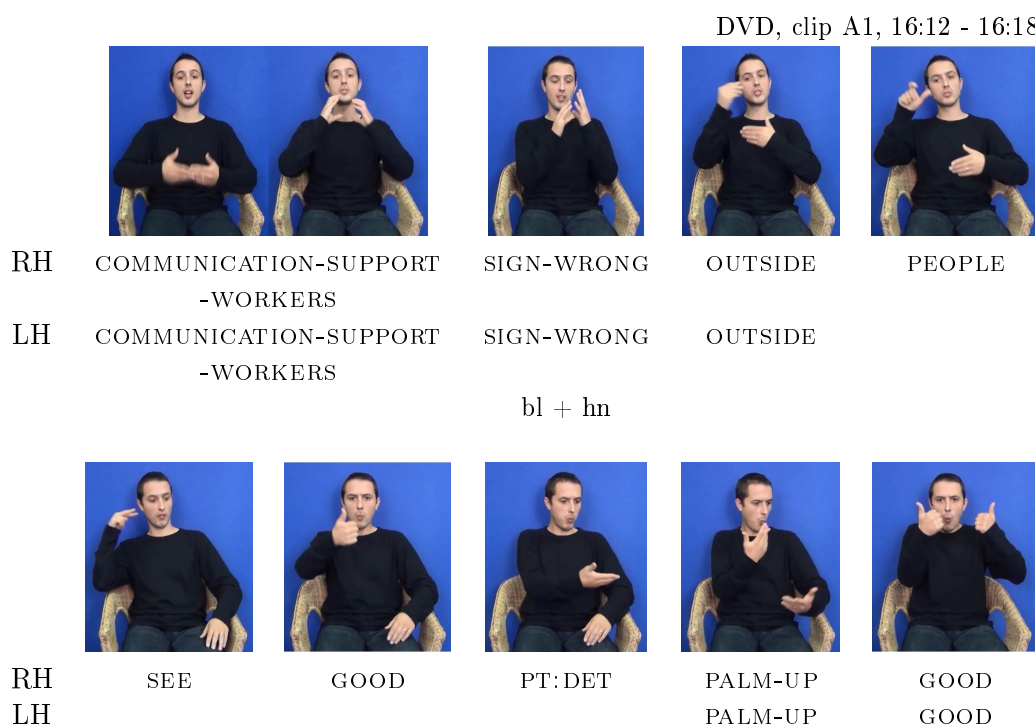 DVD, clip A1, 16:12 - 16:18
RH COMMUNICATION-SUPPORT SIGN-WRONG OUTSIDE PEOPLE
-WORKERS
LH COMMUNICATION-SUPPORT SIGN-WRONG OUTSIDE
-WORKERS
bl + hn
RH SEE GOOD PT:DET PALM-UP GOOD
LH PALM-UP GOOD